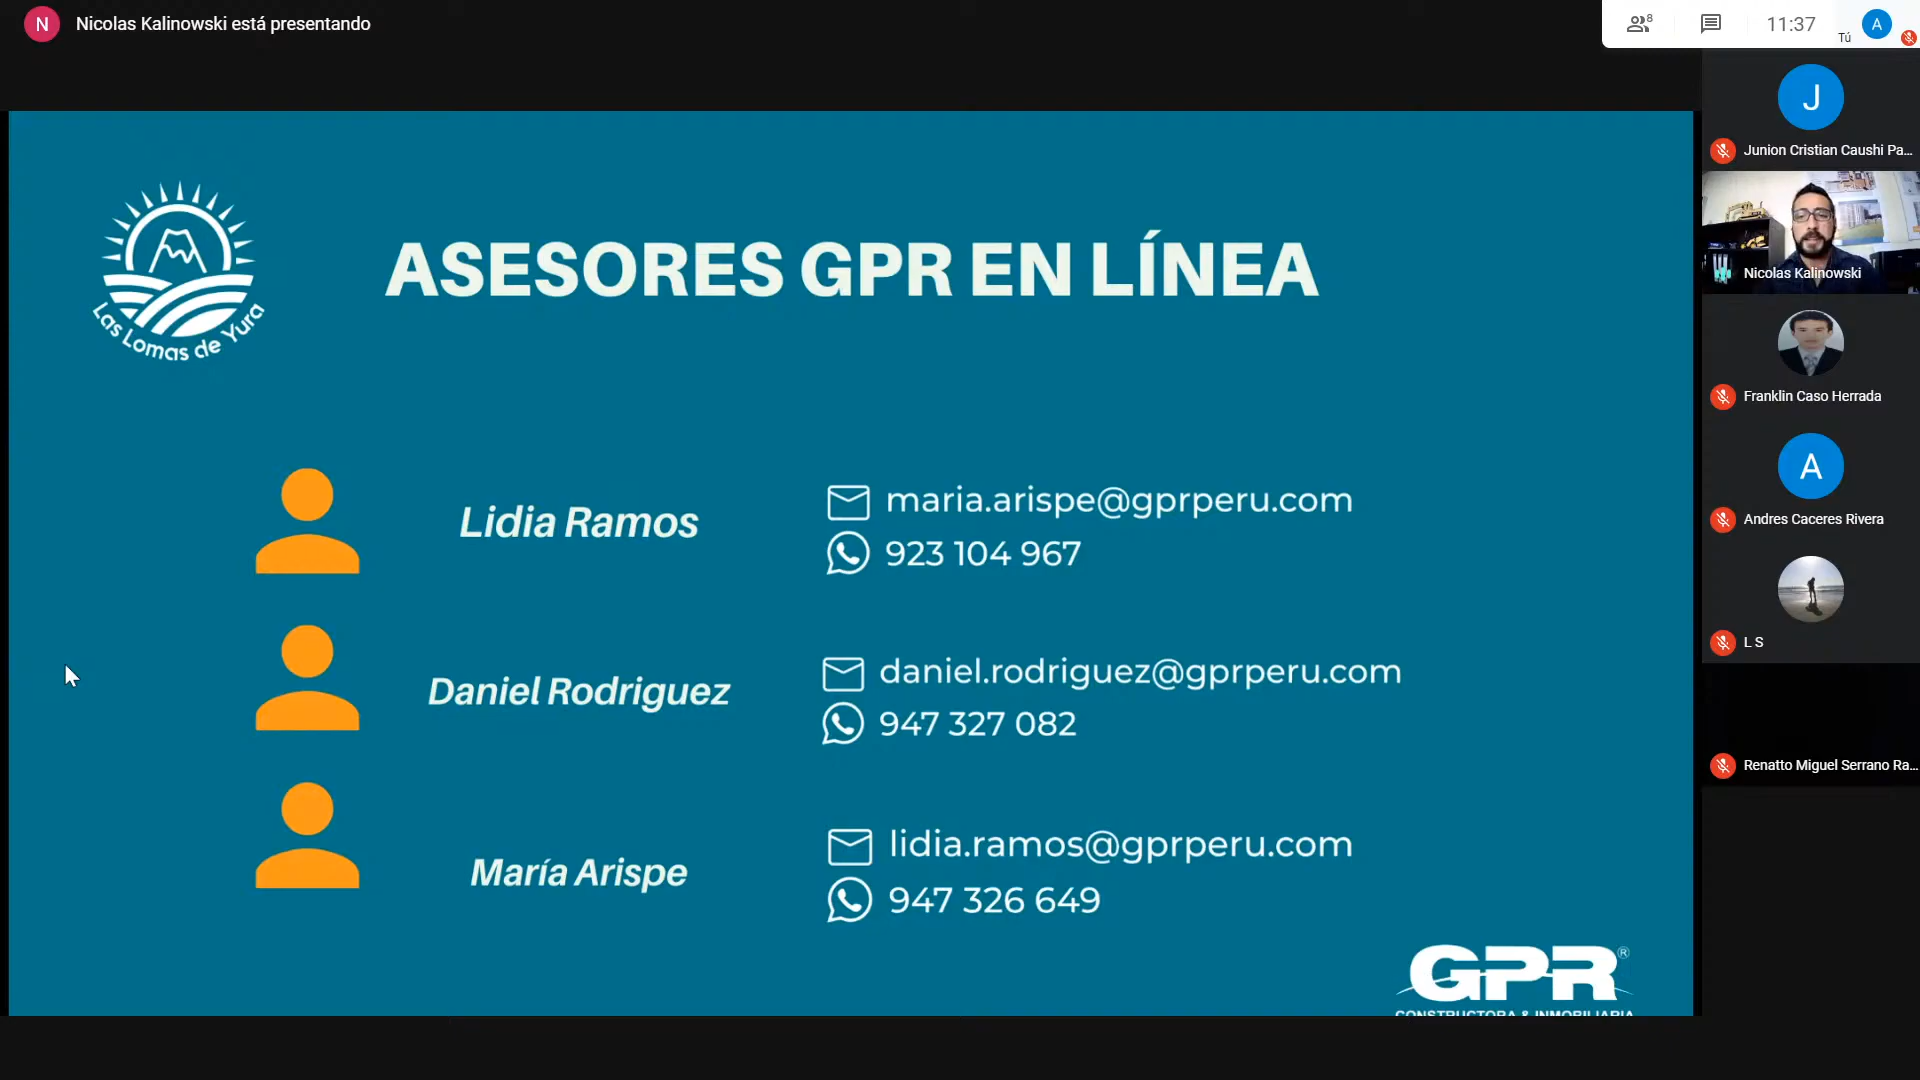 N
Nicolas Kalinowski está presentando
8
11:37
Tú
A
J
Junion Cristian Caushi Pa...
Nicolas Kalinowski
Franklin Caso Herrada
A
Andres Caceres Rivera
L S
Renatto Miguel Serrano Ra...
Las Lomas de Yura
ASESORES GPR EN LÍNEA
Lidia Ramos
maria.arispe@gprperu.com
923 104 967
Daniel Rodriguez
daniel.rodriguez@gprperu.com
947 327 082
María Arispe
lidia.ramos@gprperu.com
947 326 649
GPR®
CONSTRUCTORA & INMOBILIARIA